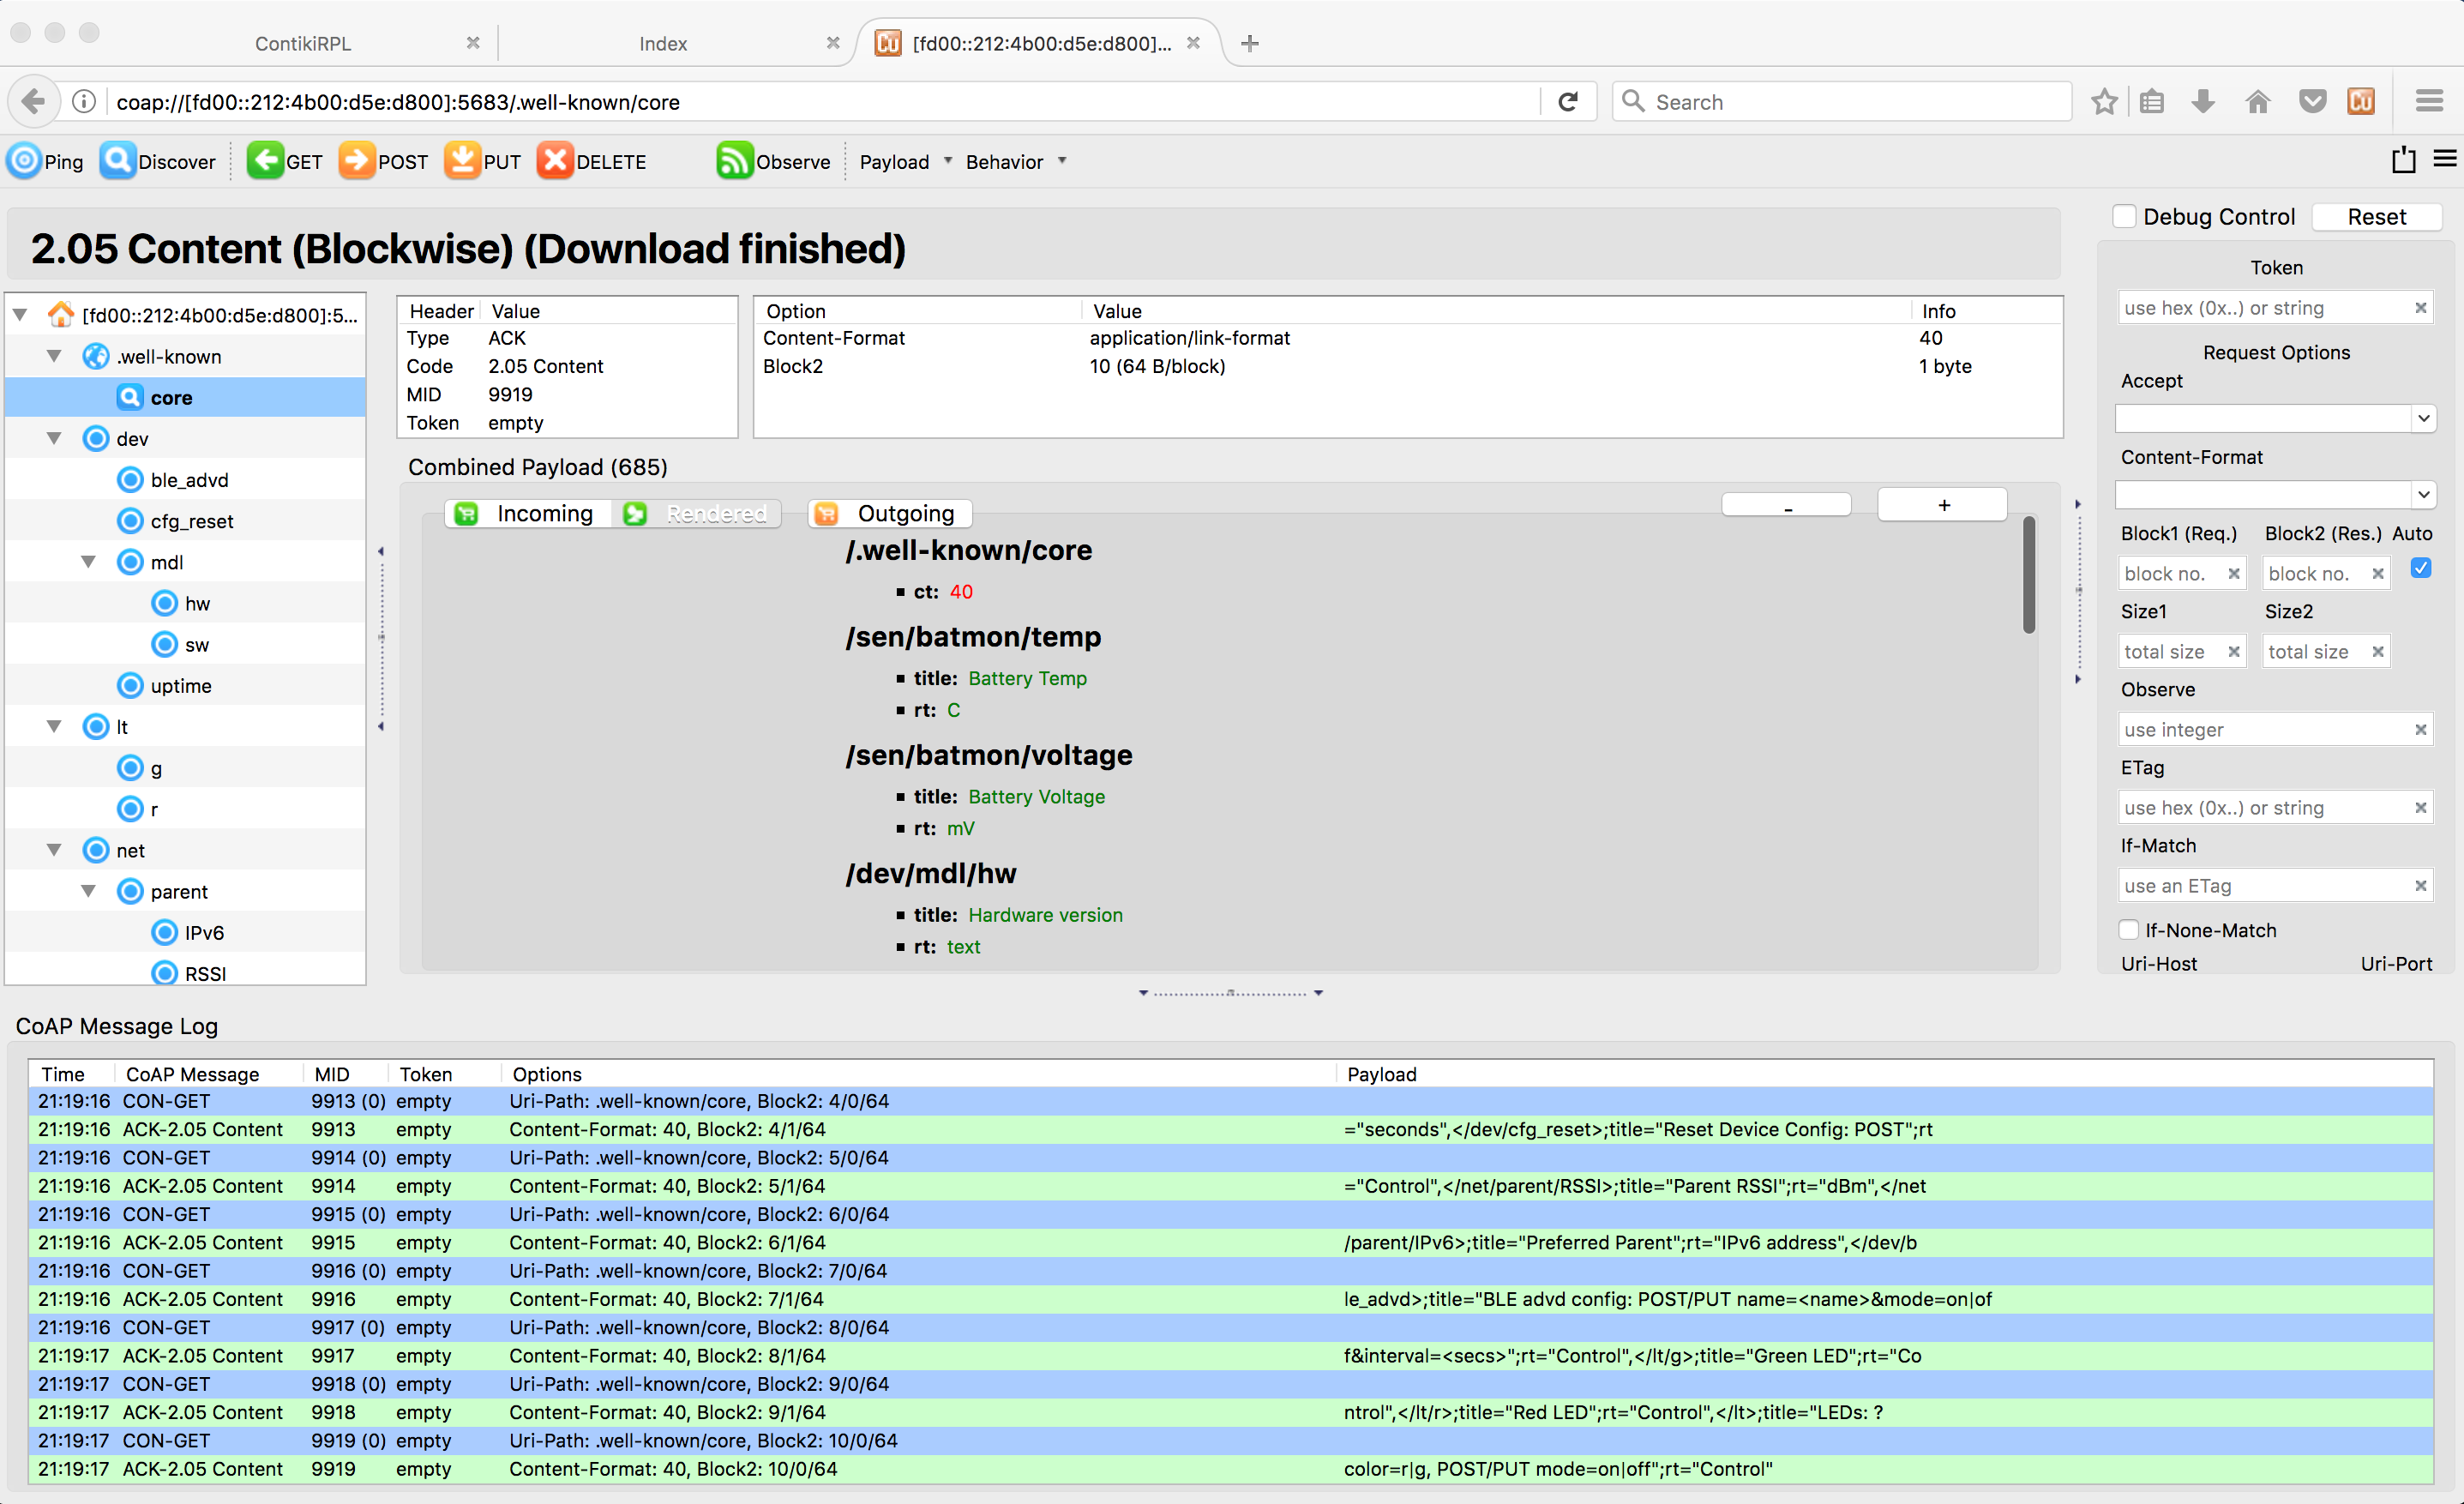 ContikiRPL
Index
[fd00::212:4b00:d5e:d800]...
coap://[fd00::212:4b00:d5e:d800]:5683/.well-known/core
Search
Ping Discover GET POST PUT DELETE Observe Payload Behavior
2.05 Content (Blockwise) (Download finished)
[fd00::212:4b00:d5e:d800]:5...
.well-known
core
dev
ble_advd
cfg_reset
mdl
hw
sw
uptime
lt
g
r
net
parent
IPv6
RSSI
Header Value
Type ACK
Code 2.05 Content
MID 9919
Token empty
Option Value Info
Content-Format application/link-format 40
Block2 10 (64 B/block) 1 byte
Combined Payload (685)
Incoming Rendered Outgoing - +
/.well-known/core
ct: 40
/sen/batmon/temp
title: Battery Temp
rt: C
/sen/batmon/voltage
title: Battery Voltage
rt: mV
/dev/mdl/hw
title: Hardware version
rt: text
Debug Control Reset
Token
use hex (0x..) or string
Request Options
Accept
Content-Format
Block1 (Req.) Block2 (Res.) Auto
block no. block no.
Size1 Size2
total size total size
Observe
use integer
ETag
use hex (0x..) or string
If-Match
use an ETag
If-None-Match
Uri-Host Uri-Port
CoAP Message Log
Time CoAP Message MID Token Options Payload
21:19:16 CON-GET 9913 (0) empty Uri-Path: .well-known/core, Block2: 4/0/64
21:19:16 ACK-2.05 Content 9913 empty Content-Format: 40, Block2: 4/1/64 ="seconds",</dev/cfg_reset>;title="Reset Device Config: POST";rt
21:19:16 CON-GET 9914 (0) empty Uri-Path: .well-known/core, Block2: 5/0/64
21:19:16 ACK-2.05 Content 9914 empty Content-Format: 40, Block2: 5/1/64 ="Control",</net/parent/RSSI>;title="Parent RSSI";rt="dBm",</net
21:19:16 CON-GET 9915 (0) empty Uri-Path: .well-known/core, Block2: 6/0/64
21:19:16 ACK-2.05 Content 9915 empty Content-Format: 40, Block2: 6/1/64 /parent/IPv6>;title="Preferred Parent";rt="IPv6 address",</dev/b
21:19:16 CON-GET 9916 (0) empty Uri-Path: .well-known/core, Block2: 7/0/64
21:19:16 ACK-2.05 Content 9916 empty Content-Format: 40, Block2: 7/1/64 le_advd>;title="BLE advd config: POST/PUT name=<name>&mode=on|of
21:19:16 CON-GET 9917 (0) empty Uri-Path: .well-known/core, Block2: 8/0/64
21:19:17 ACK-2.05 Content 9917 empty Content-Format: 40, Block2: 8/1/64 f&interval=<secs>";rt="Control",</lt/g>;title="Green LED";rt="Co
21:19:17 CON-GET 9918 (0) empty Uri-Path: .well-known/core, Block2: 9/0/64
21:19:17 ACK-2.05 Content 9918 empty Content-Format: 40, Block2: 9/1/64 ntrol",</lt/r>;title="Red LED";rt="Control",</lt>;title="LEDs: ?
21:19:17 CON-GET 9919 (0) empty Uri-Path: .well-known/core, Block2: 10/0/64
21:19:17 ACK-2.05 Content 9919 empty Content-Format: 40, Block2: 10/0/64 color=r|g, POST/PUT mode=on|off";rt="Control"